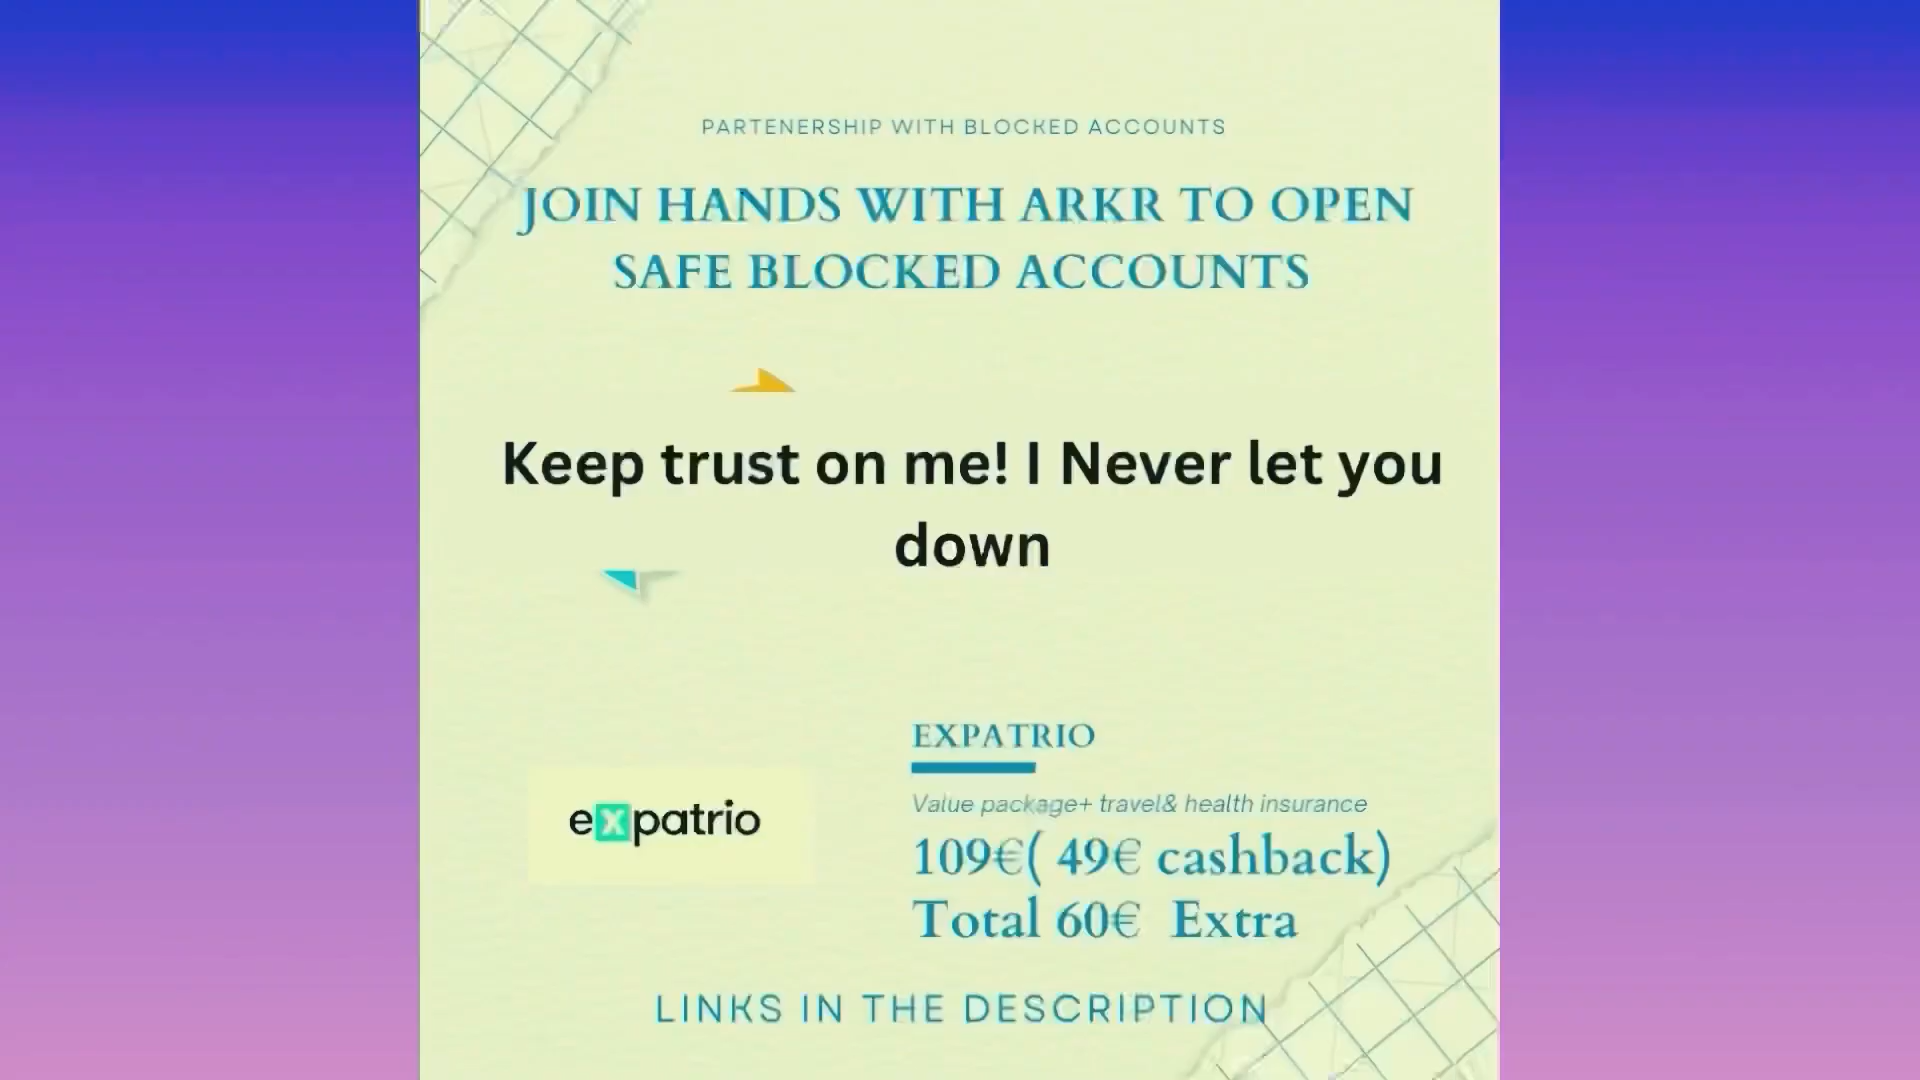 PARTENERSHIP WITH BLOCKED ACCOUNTS
JOIN HANDS WITH ARKR TO OPEN
SAFE BLOCKED ACCOUNTS
Keep trust on me! I Never let you
down
EXPATRIO
expatrio
Value package+ travel& health insurance
109€( 49€ cashback)
Total 60€ Extra
LINKS IN THE DESCRIPTION